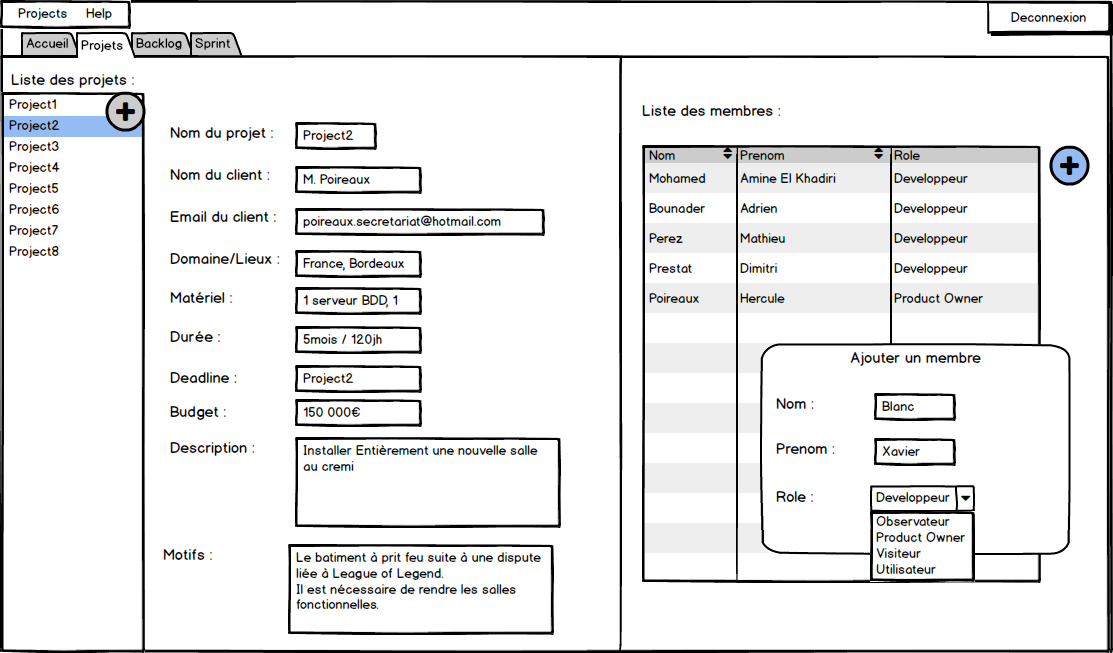 Projects Help
Deconnexion
Accueil Projets Backlog Sprint
Liste des projets :
Project1
Project2
Project3
Project4
Project5
Project6
Project7
Project8
Nom du projet : Project2
Nom du client : M. Poireaux
Email du client : poireaux.secretariat@hotmail.com
Domaine/Lieux : France, Bordeaux
Matériel : 1 serveur BDD, 1
Durée : 5mois / 120jh
Deadline : Project2
Budget : 150 000€
Description : Installer Entièrement une nouvelle salle
au cremi
Motifs : Le batiment à prit feu suite à une dispute
liée à League of Legend.
Il est nécessaire de rendre les salles
fonctionnelles.
Liste des membres :
Nom Prenom Role
Mohamed Amine El Khadiri Developpeur
Bounader Adrien Developpeur
Perez Mathieu Developpeur
Prestat Dimitri Developpeur
Poireaux Hercule Product Owner
Ajouter un membre
Nom : Blanc
Prenom : Xavier
Role : Developpeur
Observateur
Product Owner
Visiteur
Utilisateur